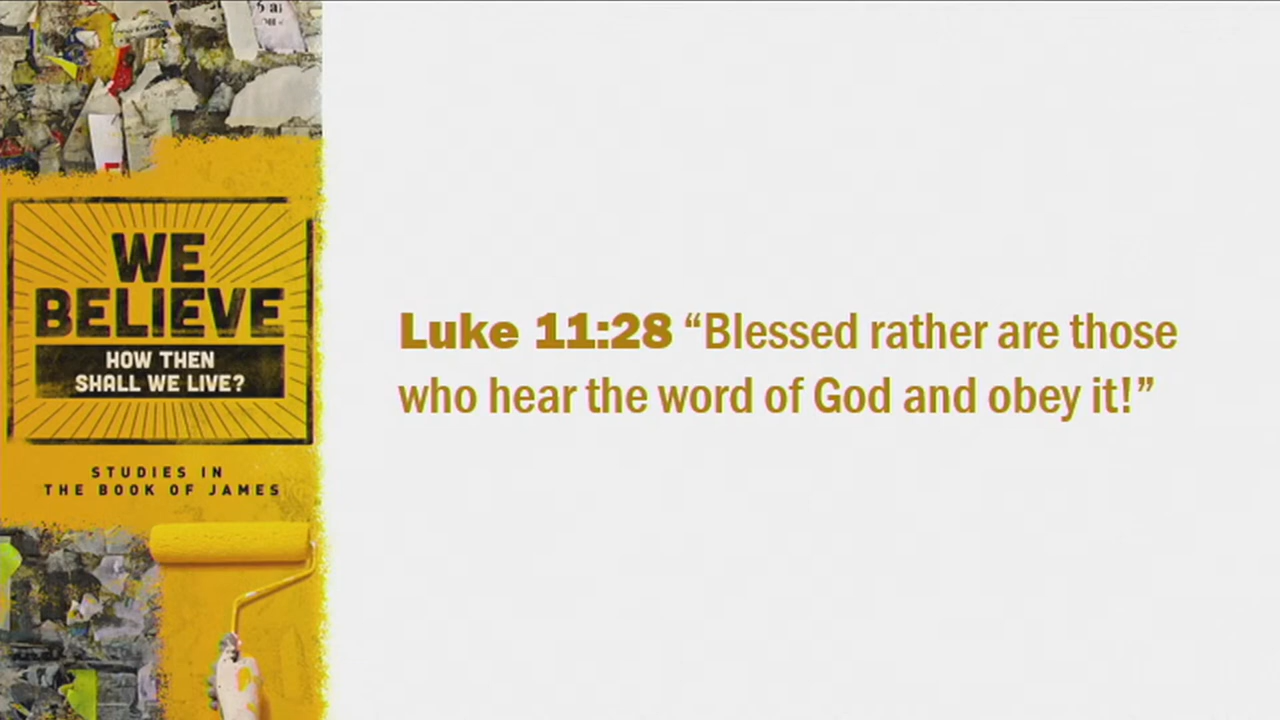 WE
BELIEVE
HOW THEN
SHALL WE LIVE?
STUDIES IN
THE BOOK OF JAMES
Luke 11:28 “Blessed rather are those
who hear the word of God and obey it!”